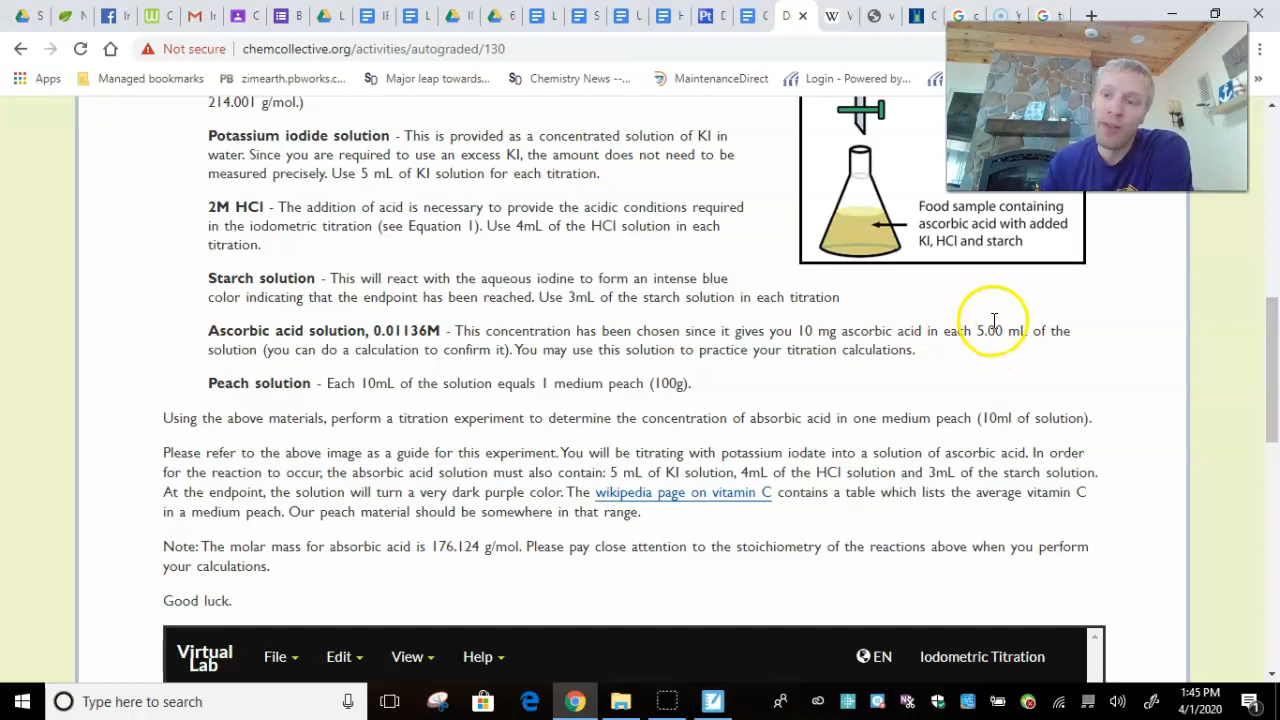 Not secure | chemcollective.org/activities/autograded/130
Apps Managed bookmarks PB zimearth.pbworks.c... Major leap towards... Chemistry News -–... MaintenanceDirect Login - Powered by... »
214.001 g/mol.)
Potassium iodide solution - This is provided as a concentrated solution of KI in
water. Since you are required to use an excess KI, the amount does not need to be
measured precisely. Use 5 mL of KI solution for each titration.
2M HCl - The addition of acid is necessary to provide the acidic conditions required
in the iodometric titration (see Equation 1). Use 4mL of the HCl solution in each
titration.
Food sample containing
ascorbic acid with added
KI, HCl and starch
Starch solution - This will react with the aqueous iodine to form an intense blue
color indicating that the endpoint has been reached. Use 3mL of the starch solution in each titration
Ascorbic acid solution, 0.01136M - This concentration has been chosen since it gives you 10 mg ascorbic acid in each 5.00 mL of the
solution (you can do a calculation to confirm it). You may use this solution to practice your titration calculations.
Peach solution - Each 10mL of the solution equals 1 medium peach (100g).
Using the above materials, perform a titration experiment to determine the concentration of absorbic acid in one medium peach (10ml of solution).
Please refer to the above image as a guide for this experiment. You will be titrating with potassium iodate into a solution of ascorbic acid. In order
for the reaction to occur, the absorbic acid solution must also contain: 5 mL of KI solution, 4mL of the HCl solution and 3mL of the starch solution.
At the endpoint, the solution will turn a very dark purple color. The wikipedia page on vitamin C contains a table which lists the average vitamin C
in a medium peach. Our peach material should be somewhere in that range.
Note: The molar mass for absorbic acid is 176.124 g/mol. Please pay close attention to the stoichiometry of the reactions above when you perform
your calculations.
Good luck.
Virtual
Lab
File Edit View Help EN Iodometric Titration
Type here to search
1:45 PM
4/1/2020